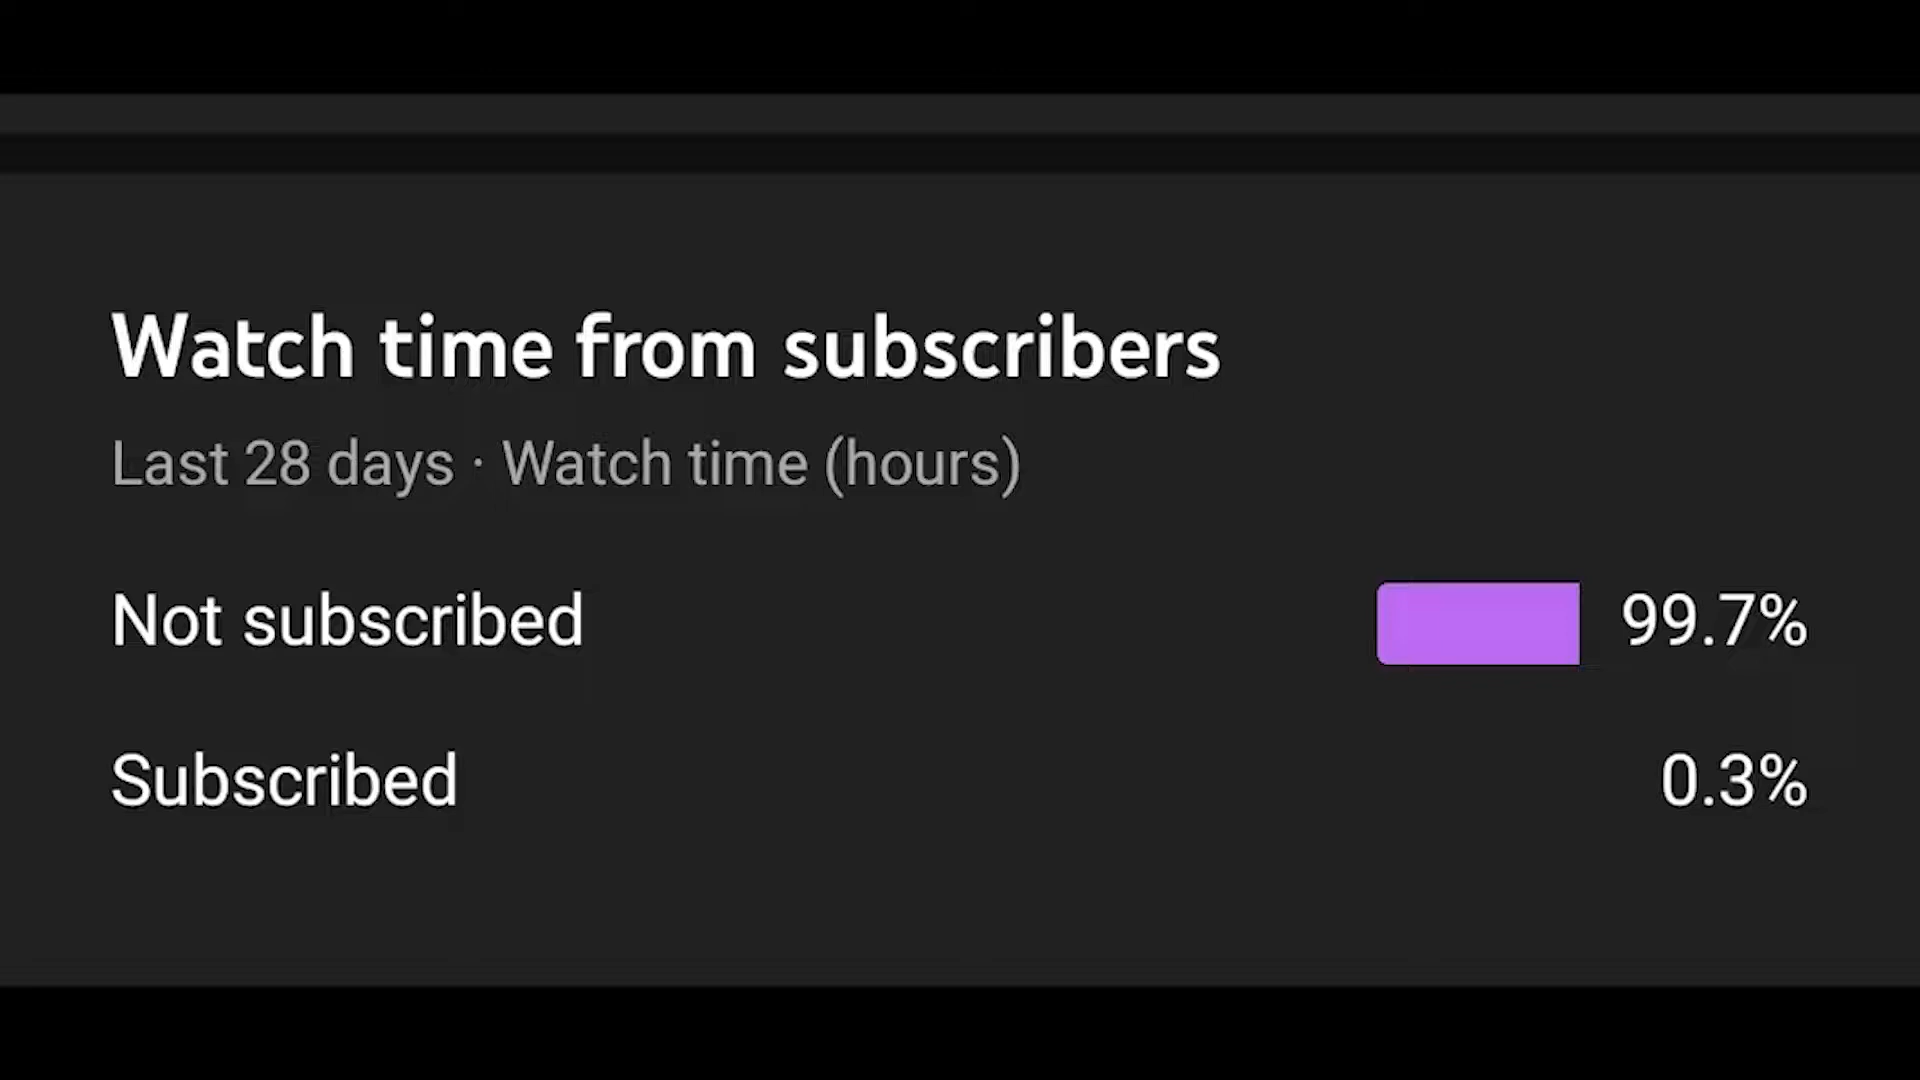 Watch time from subscribers
Last 28 days · Watch time (hours)
Not subscribed 99.7%
Subscribed 0.3%